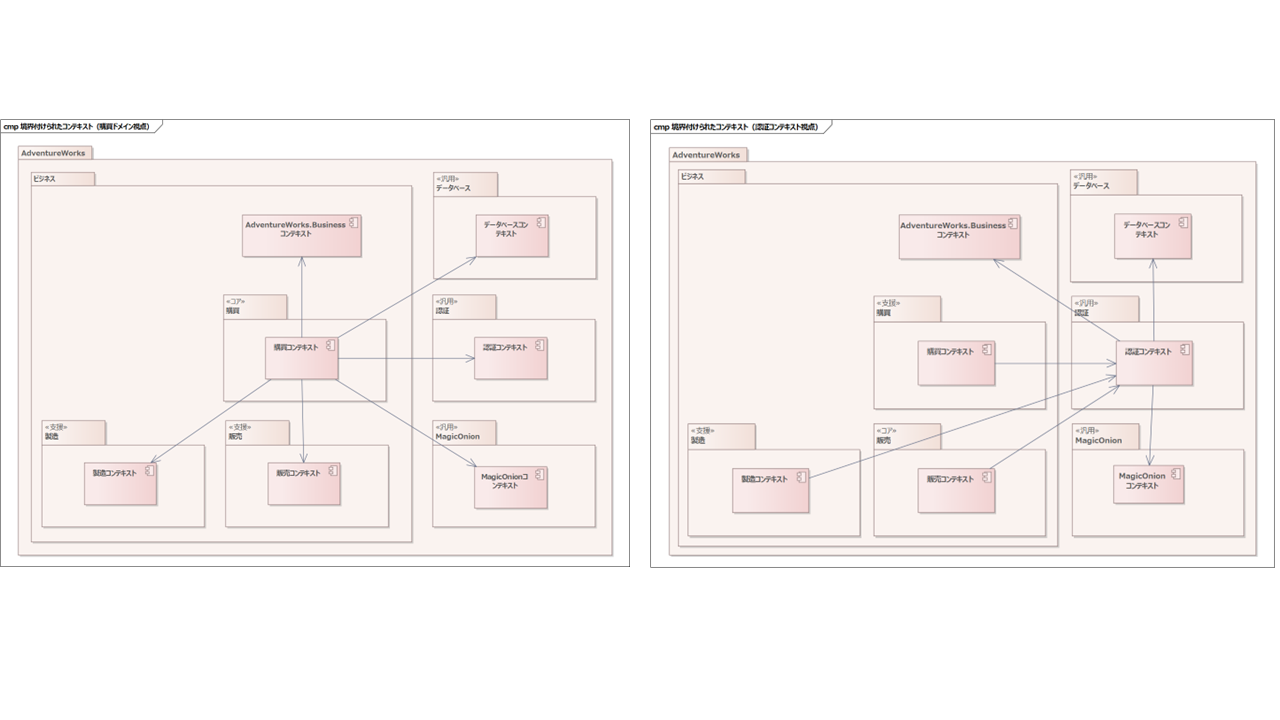 cmp 境界付けられたコンテキスト（購買ドメイン視点）
AdventureWorks
ビジネス
«汎用»
データベース
AdventureWorks.Business
コンテキスト
データベースコン
テキスト
«コア»
購買
«汎用»
認証
購買コンテキスト
認証コンテキスト
«支援»
製造
«支援»
販売
«汎用»
MagicOnion
製造コンテキスト
販売コンテキスト
MagicOnionコ
ンテキスト
cmp 境界付けられたコンテキスト（認証コンテキスト視点）
AdventureWorks
ビジネス
«汎用»
データベース
AdventureWorks.Business
コンテキスト
データベースコン
テキスト
«支援»
購買
«汎用»
認証
購買コンテキスト
認証コンテキスト
«支援»
製造
«コア»
販売
«汎用»
MagicOnion
製造コンテキスト
販売コンテキスト
MagicOnion
コンテキスト